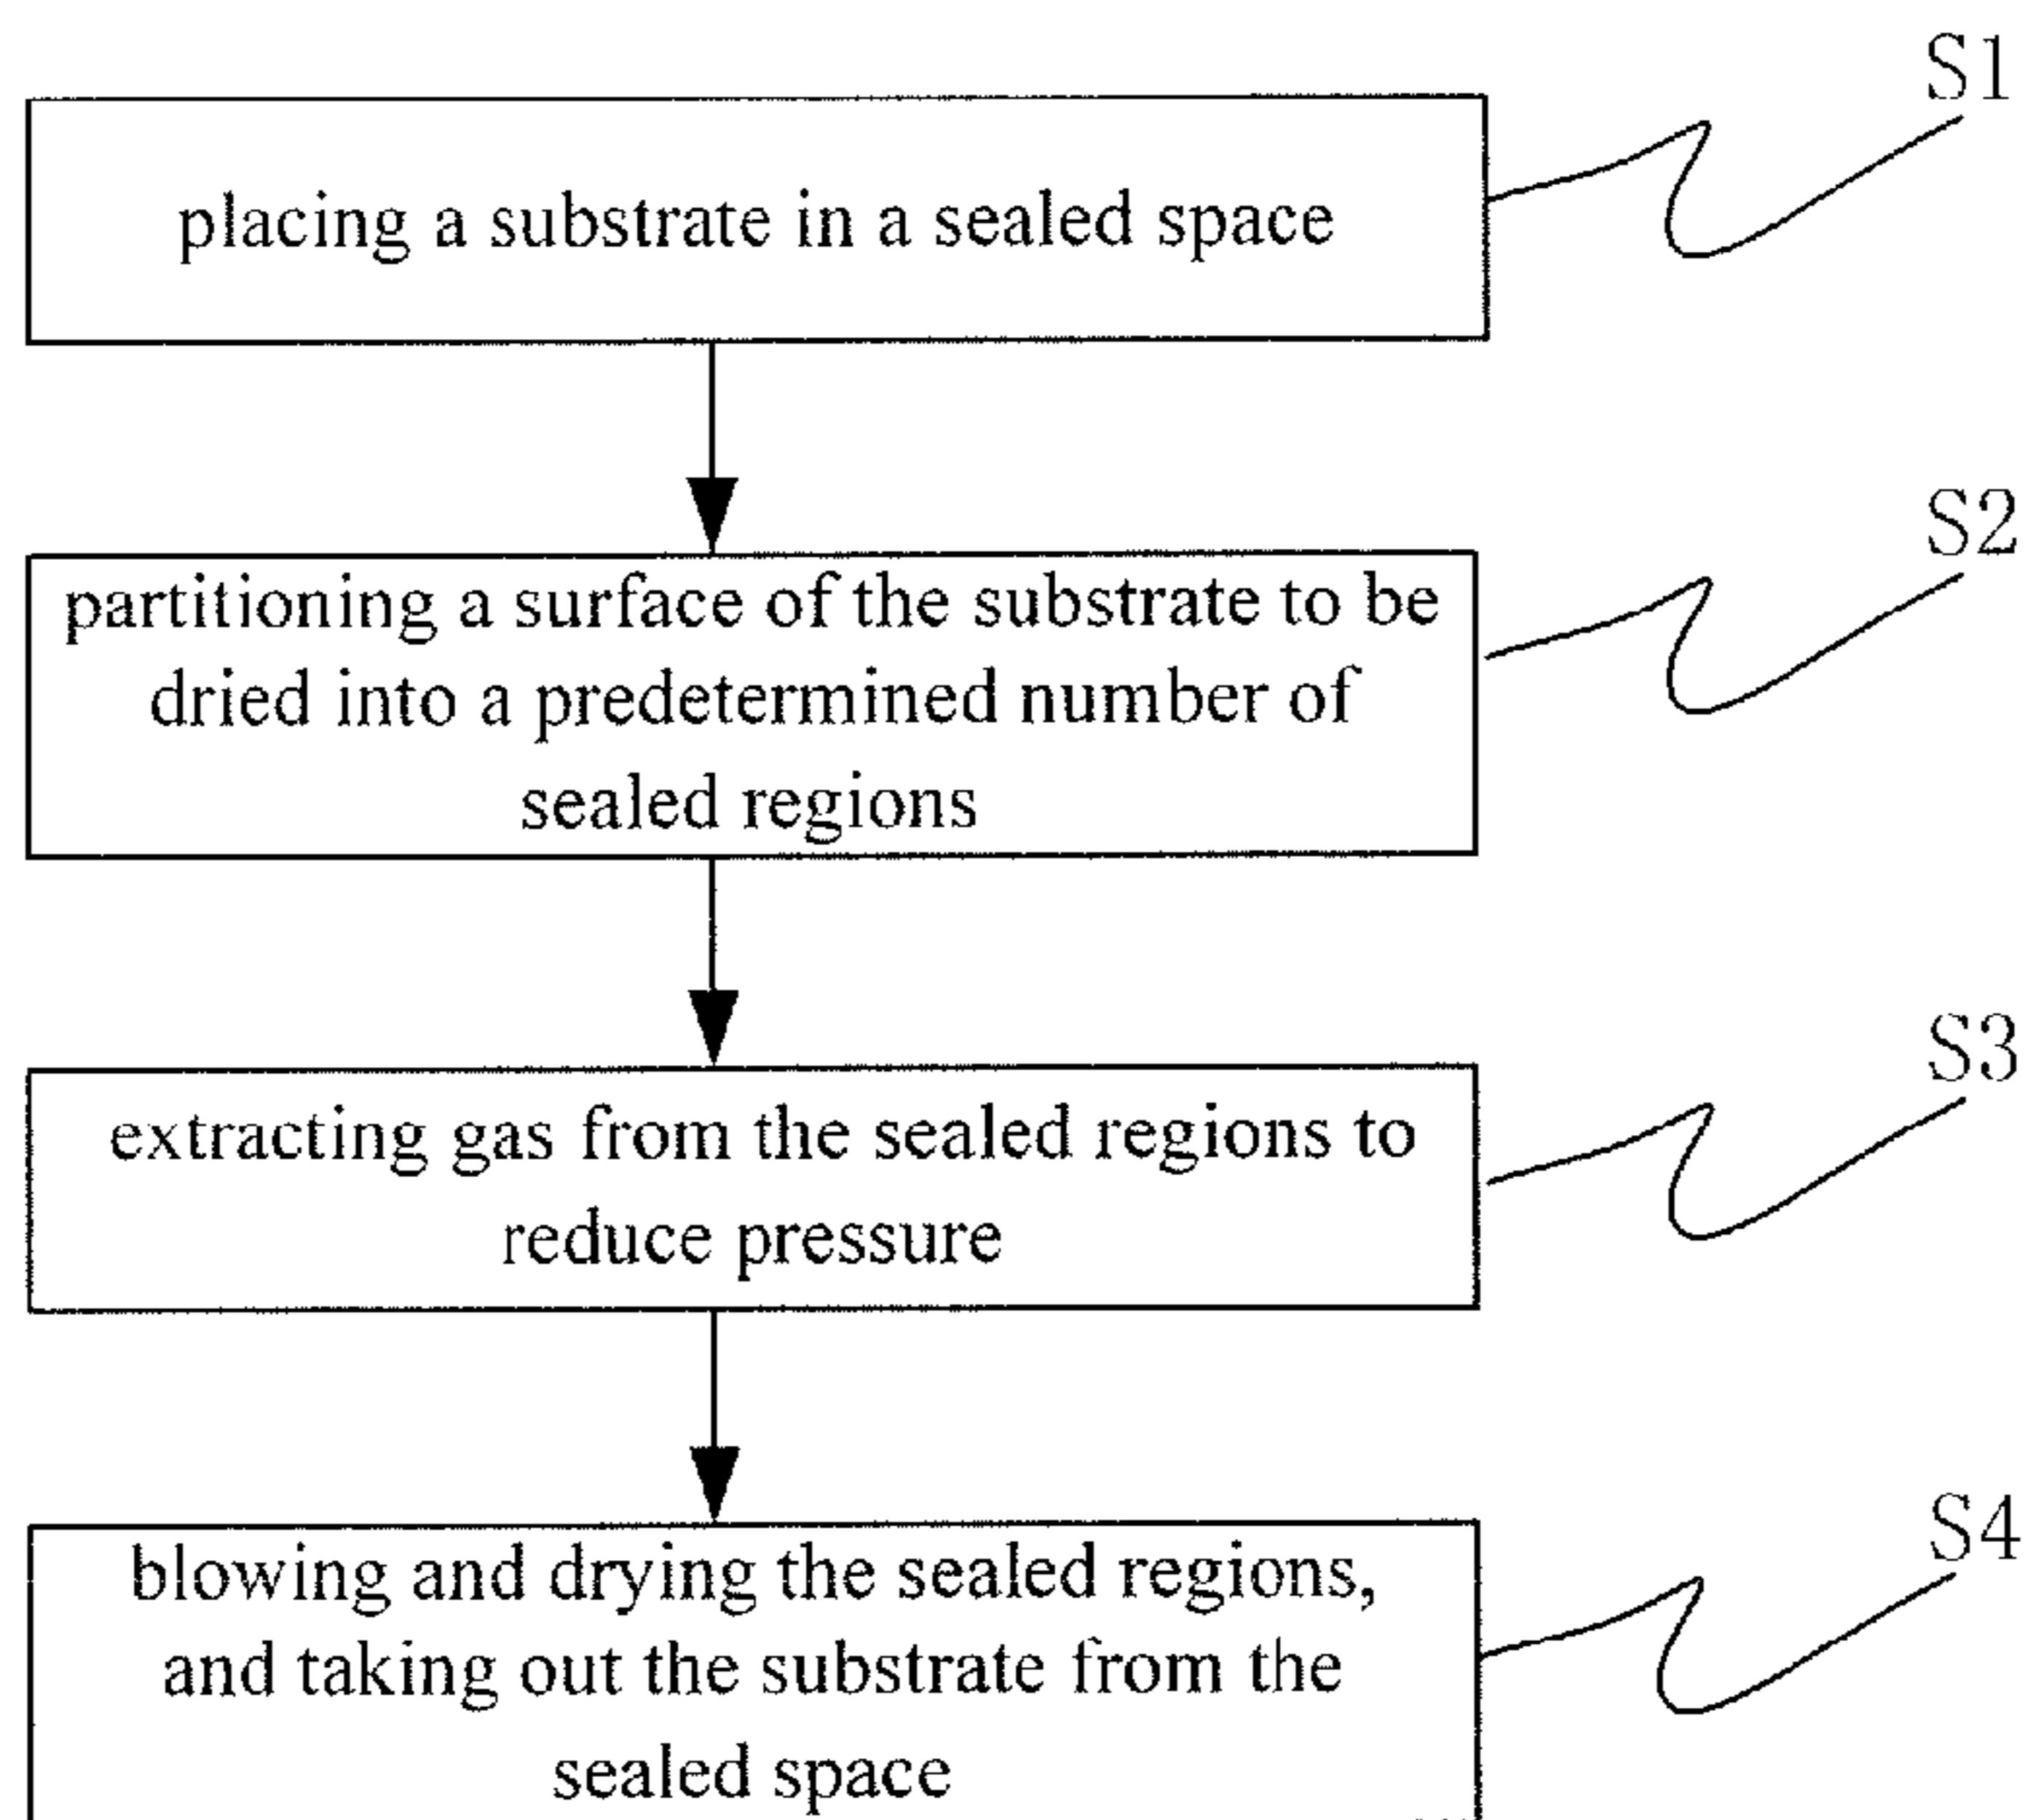 S1
placing a substrate in a sealed space
S2
partitioning a surface of the substrate to be
dried into a predetermined number of
sealed regions
S3
extracting gas from the sealed regions to
reduce pressure
S4
blowing and drying the sealed regions,
and taking out the substrate from the
sealed space